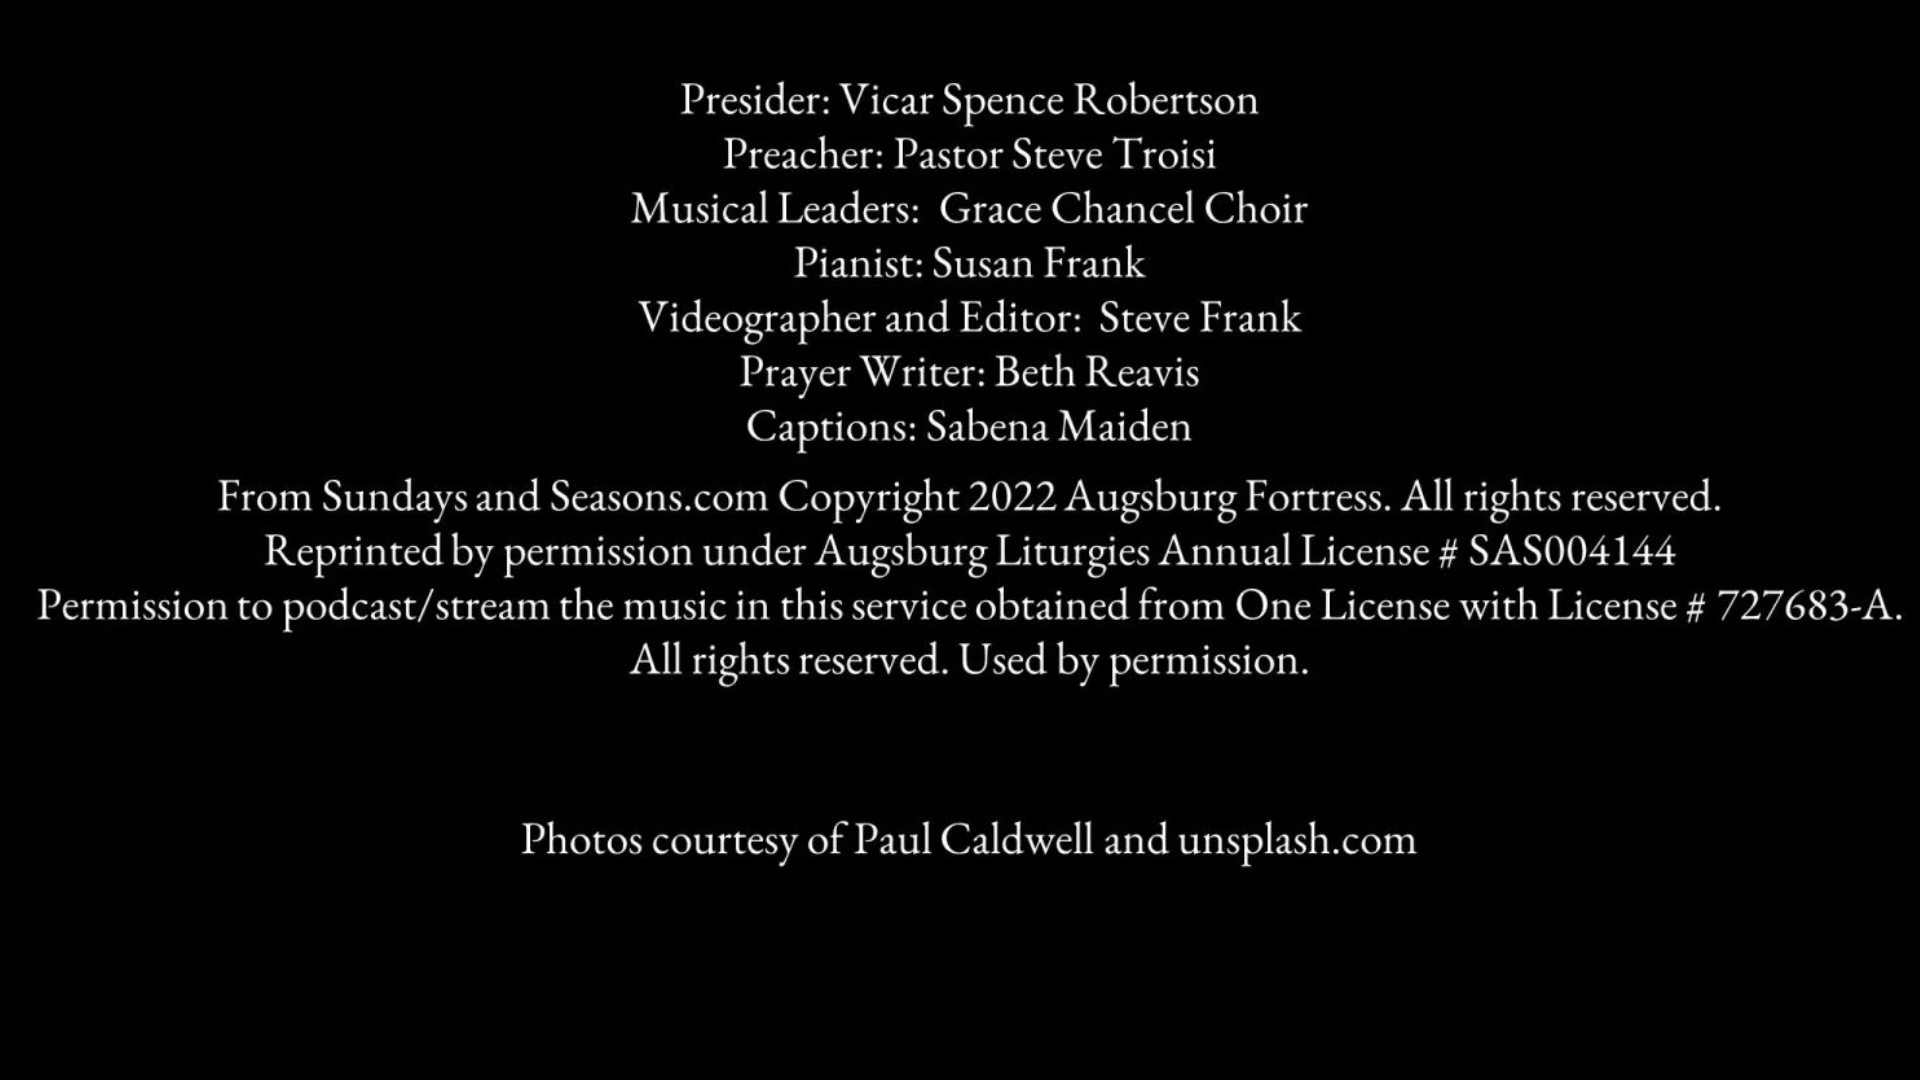 Presider: Vicar Spence Robertson
Preacher: Pastor Steve Troisi
Musical Leaders:  Grace Chancel Choir
Pianist: Susan Frank
Videographer and Editor:  Steve Frank
Prayer Writer: Beth Reavis
Captions: Sabena Maiden
From Sundays and Seasons.com Copyright 2022 Augsburg Fortress. All rights reserved.
Reprinted by permission under Augsburg Liturgies Annual License # SAS004144
Permission to podcast/stream the music in this service obtained from One License with License # 727683-A.
All rights reserved. Used by permission.
Photos courtesy of Paul Caldwell and unsplash.com